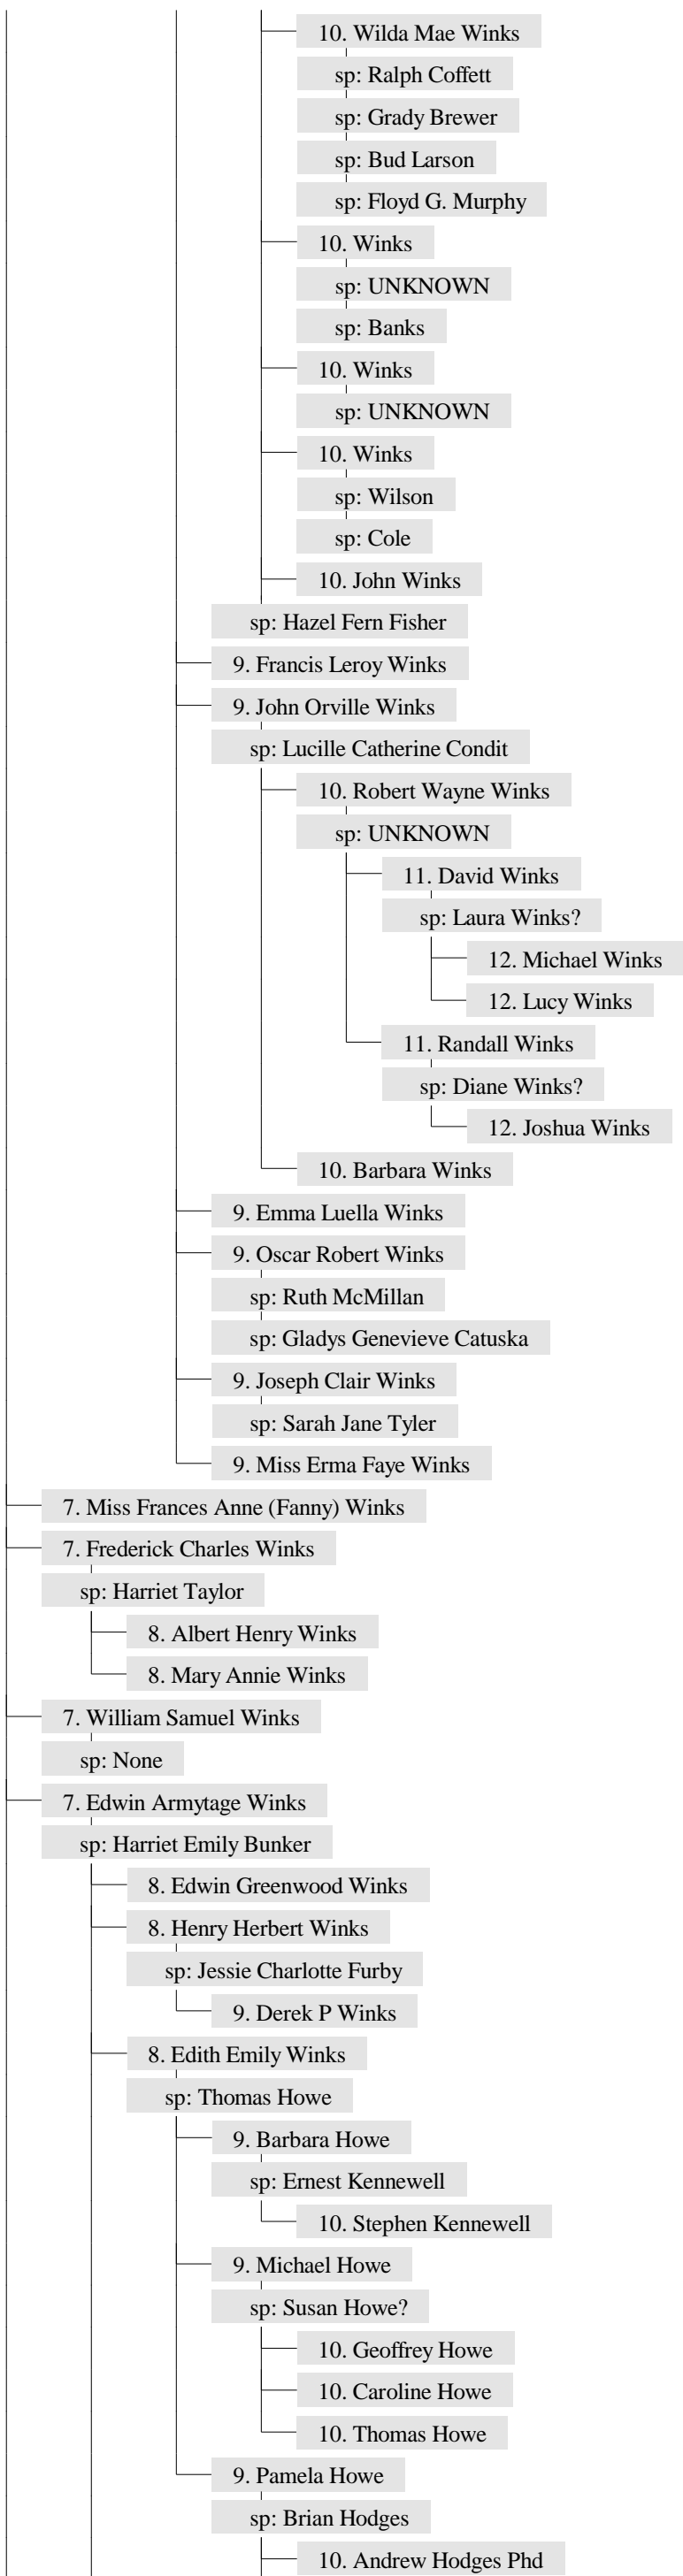 10. Wilda Mae Winks
sp: Ralph Coffett
sp: Grady Brewer
sp: Bud Larson
sp: Floyd G. Murphy
10. Winks
sp: UNKNOWN
sp: Banks
10. Winks
sp: UNKNOWN
10. Winks
sp: Wilson
sp: Cole
10. John Winks
sp: Hazel Fern Fisher
9. Francis Leroy Winks
9. John Orville Winks
sp: Lucille Catherine Condit
10. Robert Wayne Winks
sp: UNKNOWN
11. David Winks
sp: Laura Winks?
12. Michael Winks
12. Lucy Winks
11. Randall Winks
sp: Diane Winks?
12. Joshua Winks
10. Barbara Winks
9. Emma Luella Winks
9. Oscar Robert Winks
sp: Ruth McMillan
sp: Gladys Genevieve Catuska
9. Joseph Clair Winks
sp: Sarah Jane Tyler
9. Miss Erma Faye Winks
7. Miss Frances Anne (Fanny) Winks
7. Frederick Charles Winks
sp: Harriet Taylor
8. Albert Henry Winks
8. Mary Annie Winks
7. William Samuel Winks
sp: None
7. Edwin Armytage Winks
sp: Harriet Emily Bunker
8. Edwin Greenwood Winks
8. Henry Herbert Winks
sp: Jessie Charlotte Furby
9. Derek P Winks
8. Edith Emily Winks
sp: Thomas Howe
9. Barbara Howe
sp: Ernest Kennewell
10. Stephen Kennewell
9. Michael Howe
sp: Susan Howe?
10. Geoffrey Howe
10. Caroline Howe
10. Thomas Howe
9. Pamela Howe
sp: Brian Hodges
10. Andrew Hodges Phd